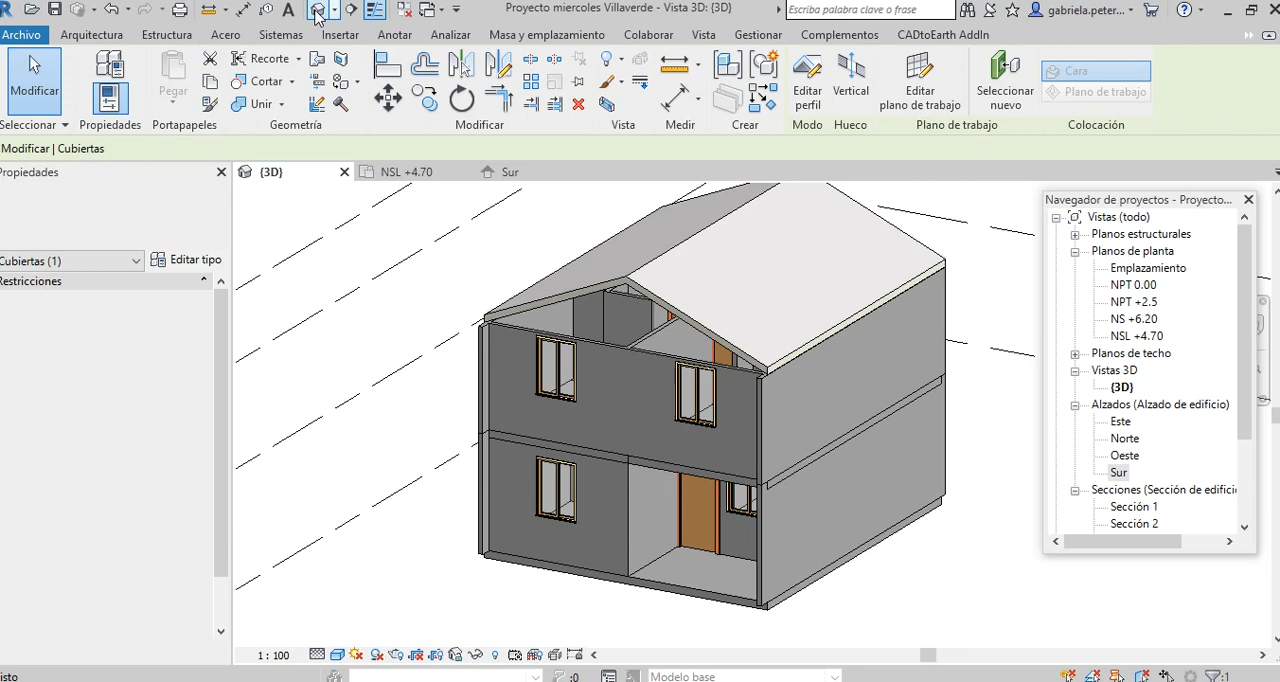 Proyecto miercoles Villaverde - Vista 3D: {3D}
Escriba palabra clave o frase
gabriela.peter...
Archivo Arquitectura Estructura Acero Sistemas Insertar Anotar Analizar Masa y emplazamiento Colaborar Vista Gestionar Complementos CADtoEarth AddIn
Modificar
Pegar
Recorte
Cortar
Unir
Editar
perfil
Vertical
Editar
plano de trabajo
Seleccionar
nuevo
Cara
Plano de trabajo
Seleccionar Propiedades Portapapeles Geometría Modificar Vista Medir Crear Modo Hueco Plano de trabajo Colocación
Modificar | Cubiertas
Propiedades
{3D} NSL +4.70 Sur
Cubiertas (1)
Editar tipo
Restricciones
Navegador de proyectos - Proyecto...
Vistas (todo)
Planos estructurales
Planos de planta
Emplazamiento
NPT 0.00
NPT +2.5
NS +6.20
NSL +4.70
Planos de techo
Vistas 3D
{3D}
Alzados (Alzado de edificio)
Este
Norte
Oeste
Sur
Secciones (Sección de edifici
Sección 1
Sección 2
1 : 100
isto
:0
Modelo base
:1